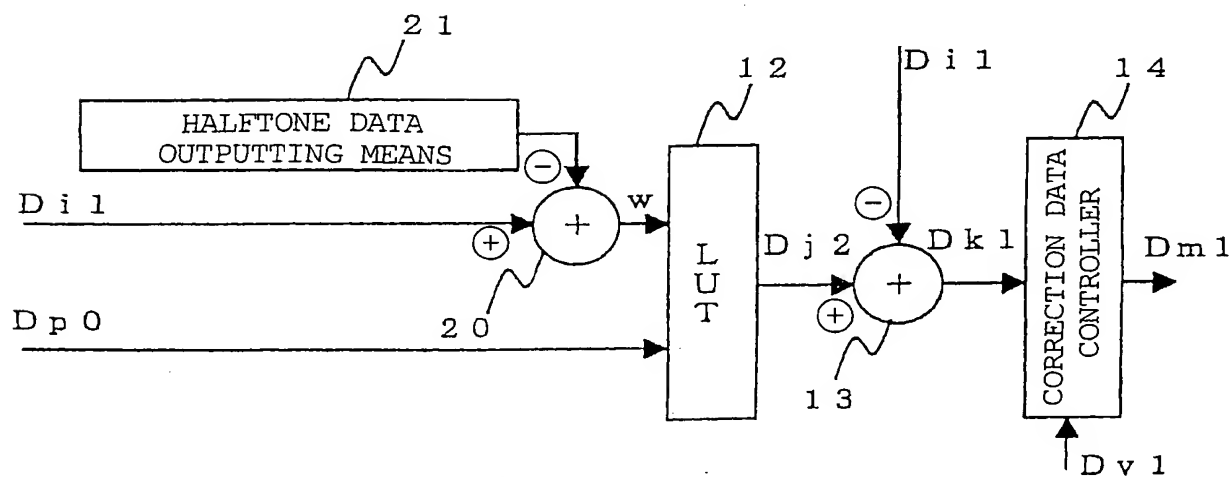 21
HALFTONE DATA
OUTPUTTING MEANS
Di1
12
14
−
Di1
w
+
+
20
Dp0
LUT
Dj2
−
Dk1
+
+
13
CORRECTION DATA
CONTROLLER
Dm1
Dv1